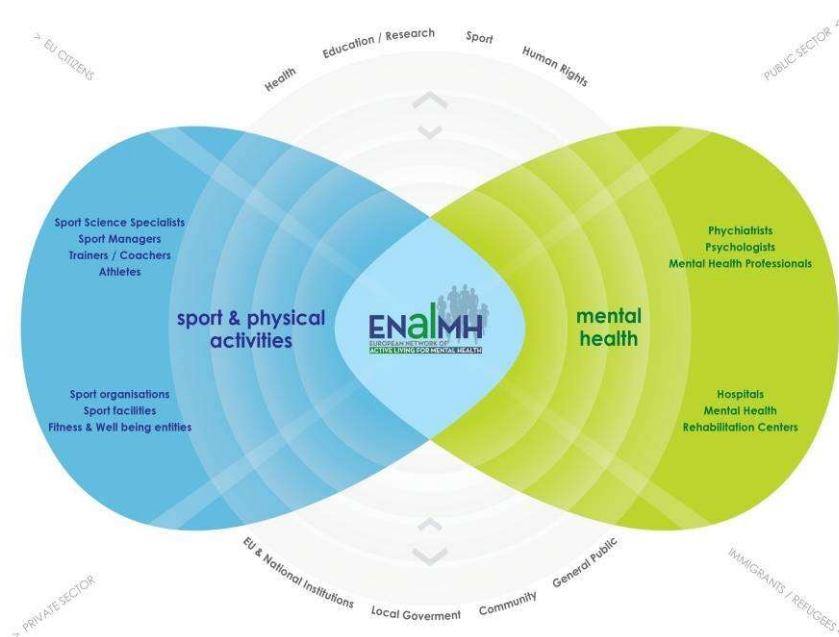 > EU CITIZENS
Health
Education / Research
Sport
Human Rights
PUBLIC SECTOR <
Sport Science Specialists
Sport Managers
Trainers / Coachers
Athletes
sport & physical
activities
Sport organisations
Sport facilities
Fitness & Well being entities
ENalMH
EUROPEAN NETWORK OF
ACTIVE LIVING FOR MENTAL HEALTH
Phychiatrists
Psychologists
Mental Health Professionals
mental
health
Hospitals
Mental Health
Rehabilitation Centers
> PRIVATE SECTOR
EU & National Institutions
Local Goverment
Community
General Public
IMMIGRANTS / REFUGEES <